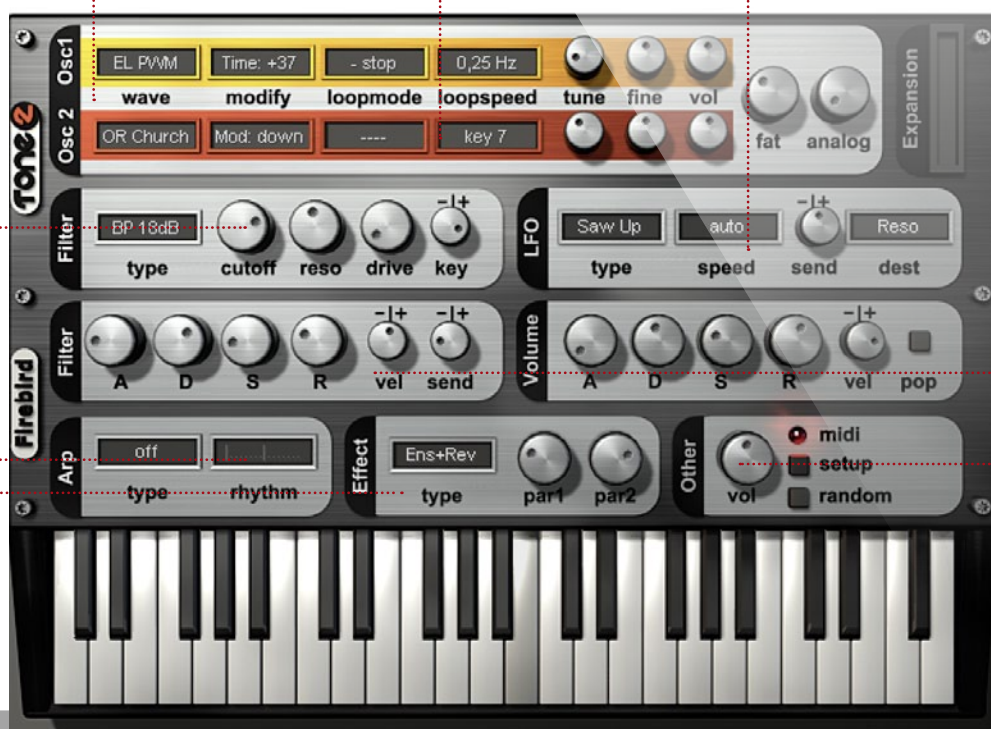 Osc1
EL PWM Time: +37 - stop 0,25 Hz
wave modify loopmode loopspeed tune fine vol
Osc 2
OR Church Mod: down ---- key 7
fat analog
Expansion
TONE2
Filter
BP 18dB
type cutoff reso drive key
- | +
LFO
Saw Up auto Reso
type speed send dest
- | +
Filter
A D S R vel send
- | + - | +
Volume
A D S R vel pop
- | +
Firebird
Arp
off
type rhythm
Effect
Ens+Rev
type par1 par2
Other
vol
midi
setup
random